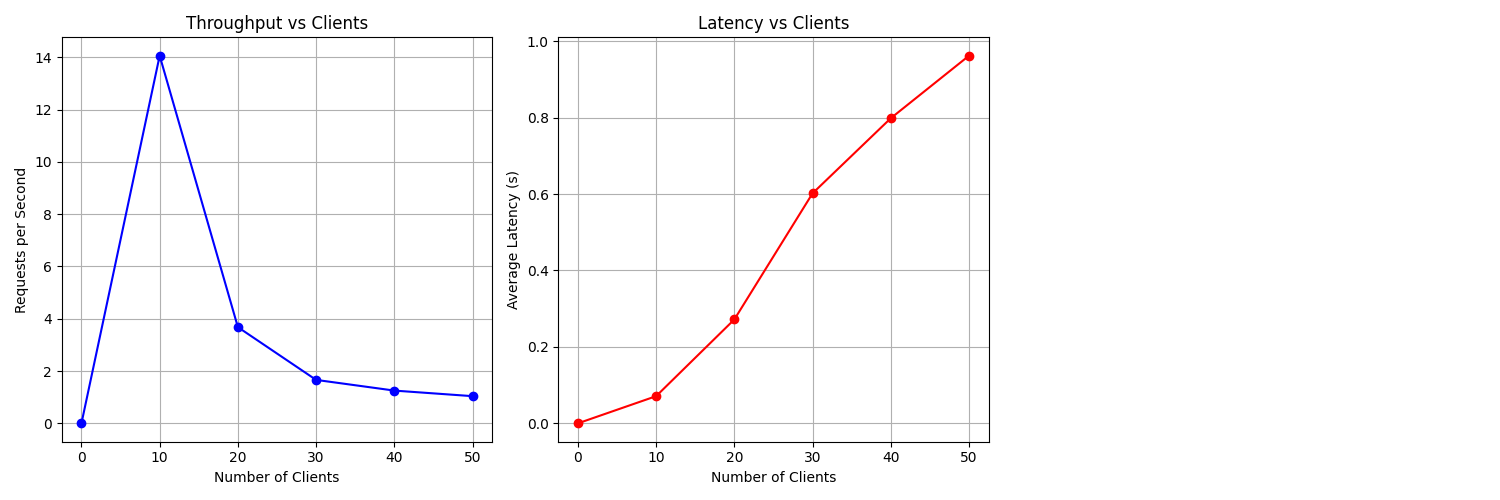 Throughput vs Clients
Requests per Second
14
12
10
8
6
4
2
0
0 10 20 30 40 50
Number of Clients
Latency vs Clients
Average Latency (s)
1.0
0.8
0.6
0.4
0.2
0.0
0 10 20 30 40 50
Number of Clients